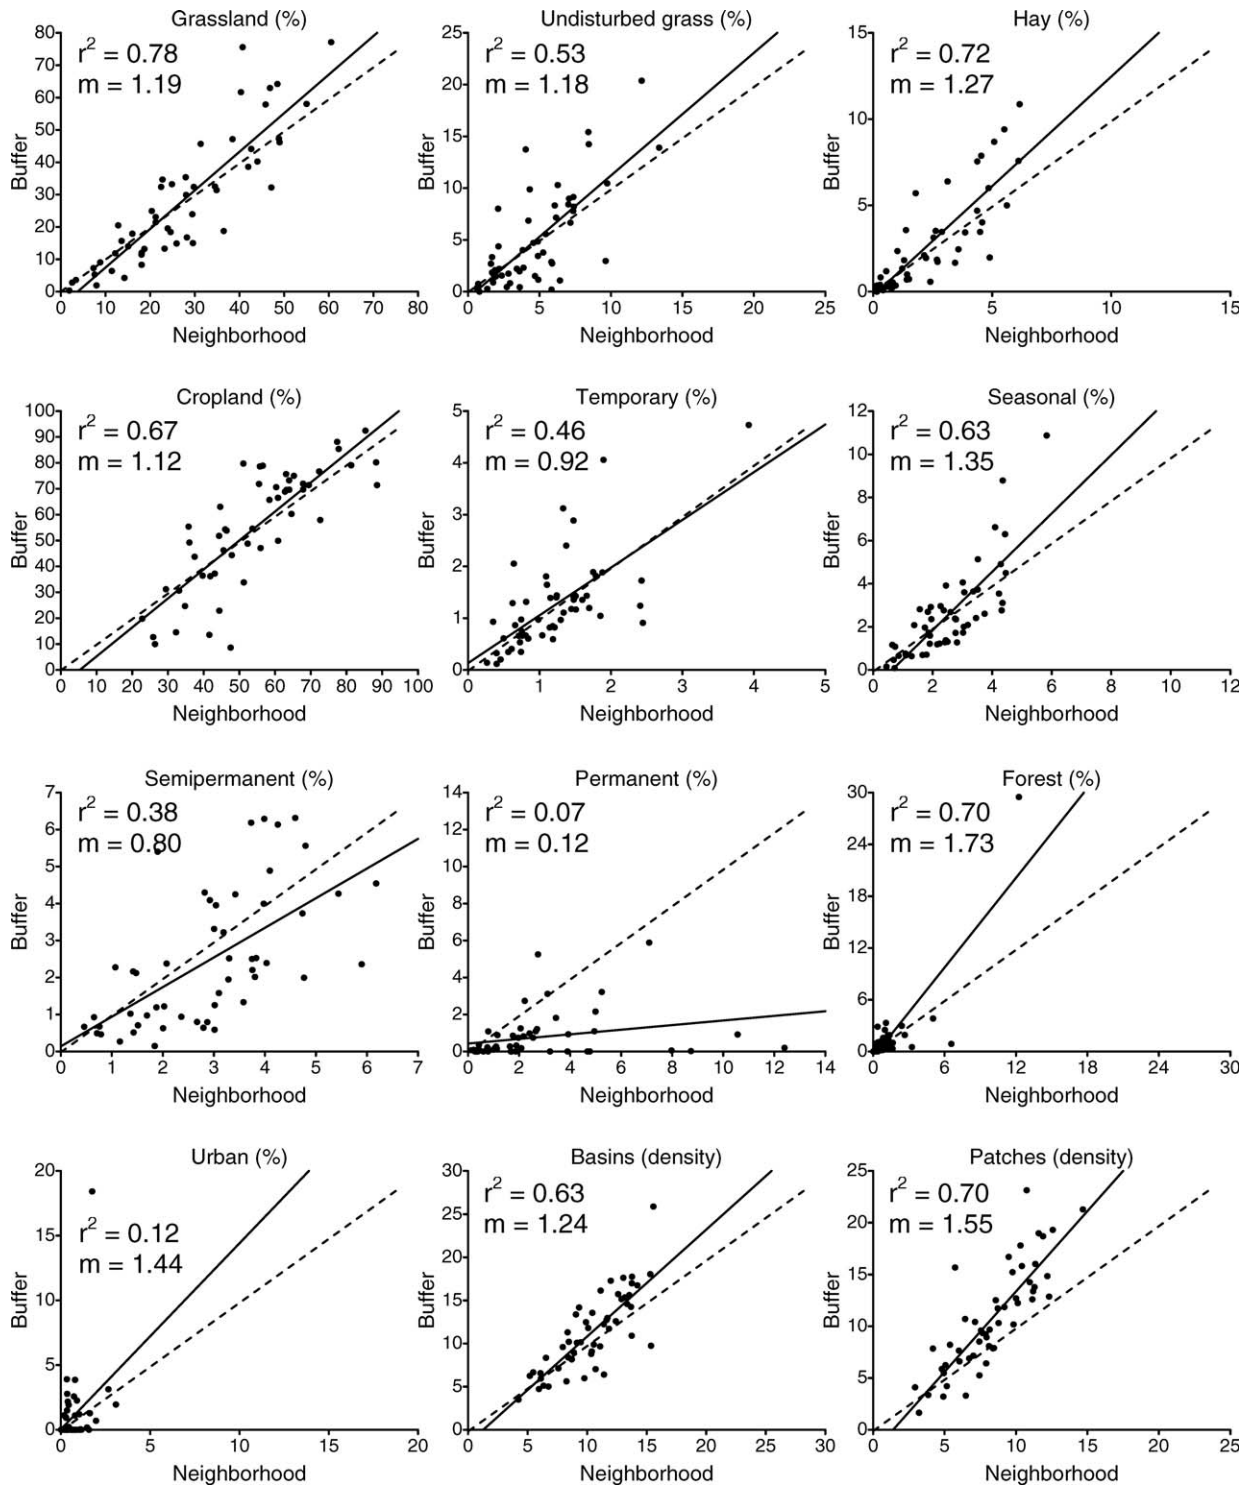 Grassland (%)
r² = 0.78
m = 1.19
Buffer
80
70
60
50
40
30
20
10
0
0 10 20 30 40 50 60 70 80
Neighborhood
Undisturbed grass (%)
r² = 0.53
m = 1.18
Buffer
25
20
15
10
5
0
0 5 10 15 20 25
Neighborhood
Hay (%)
r² = 0.72
m = 1.27
Buffer
15
10
5
0
0 5 10 15
Neighborhood
Cropland (%)
r² = 0.67
m = 1.12
Buffer
100
90
80
70
60
50
40
30
20
10
0
0 10 20 30 40 50 60 70 80 90 100
Neighborhood
Temporary (%)
r² = 0.46
m = 0.92
Buffer
5
4
3
2
1
0
0 1 2 3 4 5
Neighborhood
Seasonal (%)
r² = 0.63
m = 1.35
Buffer
12
10
8
6
4
2
0
0 2 4 6 8 10 12
Neighborhood
Semipermanent (%)
r² = 0.38
m = 0.80
Buffer
7
6
5
4
3
2
1
0
0 1 2 3 4 5 6 7
Neighborhood
Permanent (%)
r² = 0.07
m = 0.12
Buffer
14
12
10
8
6
4
2
0
0 2 4 6 8 10 12 14
Neighborhood
Forest (%)
r² = 0.70
m = 1.73
Buffer
30
24
18
12
6
0
0 6 12 18 24 30
Neighborhood
Urban (%)
r² = 0.12
m = 1.44
Buffer
20
15
10
5
0
0 5 10 15 20
Neighborhood
Basins (density)
r² = 0.63
m = 1.24
Buffer
30
25
20
15
10
5
0
0 5 10 15 20 25 30
Neighborhood
Patches (density)
r² = 0.70
m = 1.55
Buffer
25
20
15
10
5
0
0 5 10 15 20 25
Neighborhood